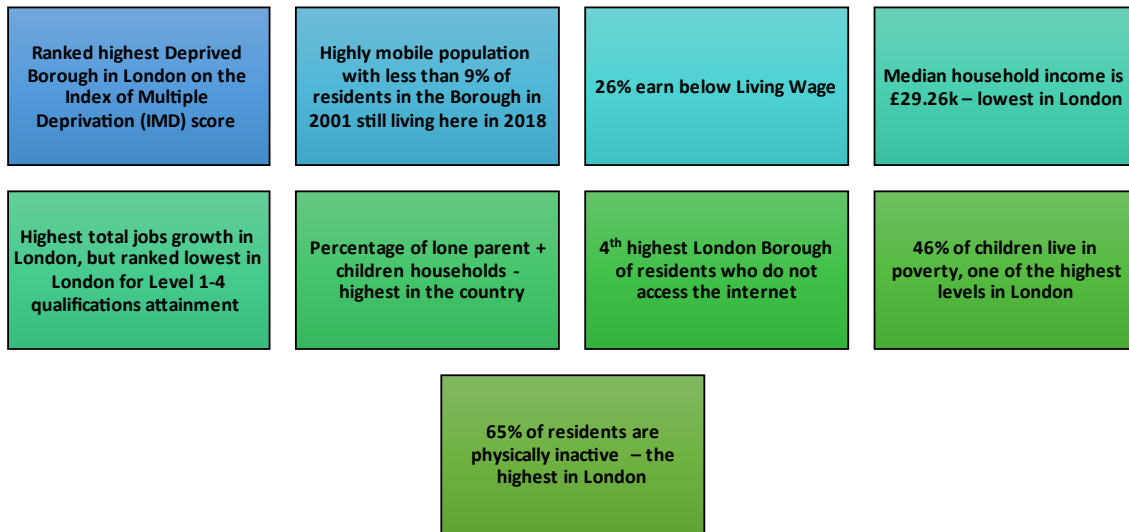 Ranked highest Deprived
Borough in London on the
Index of Multiple
Deprivation (IMD) score
Highly mobile population
with less than 9% of
residents in the Borough in
2001 still living here in 2018
26% earn below Living Wage
Median household income is
£29.26k – lowest in London
Highest total jobs growth in
London, but ranked lowest in
London for Level 1-4
qualifications attainment
Percentage of lone parent +
children households -
highest in the country
4th highest London Borough
of residents who do not
access the internet
46% of children live in
poverty, one of the highest
levels in London
65% of residents are
physically inactive – the
highest in London